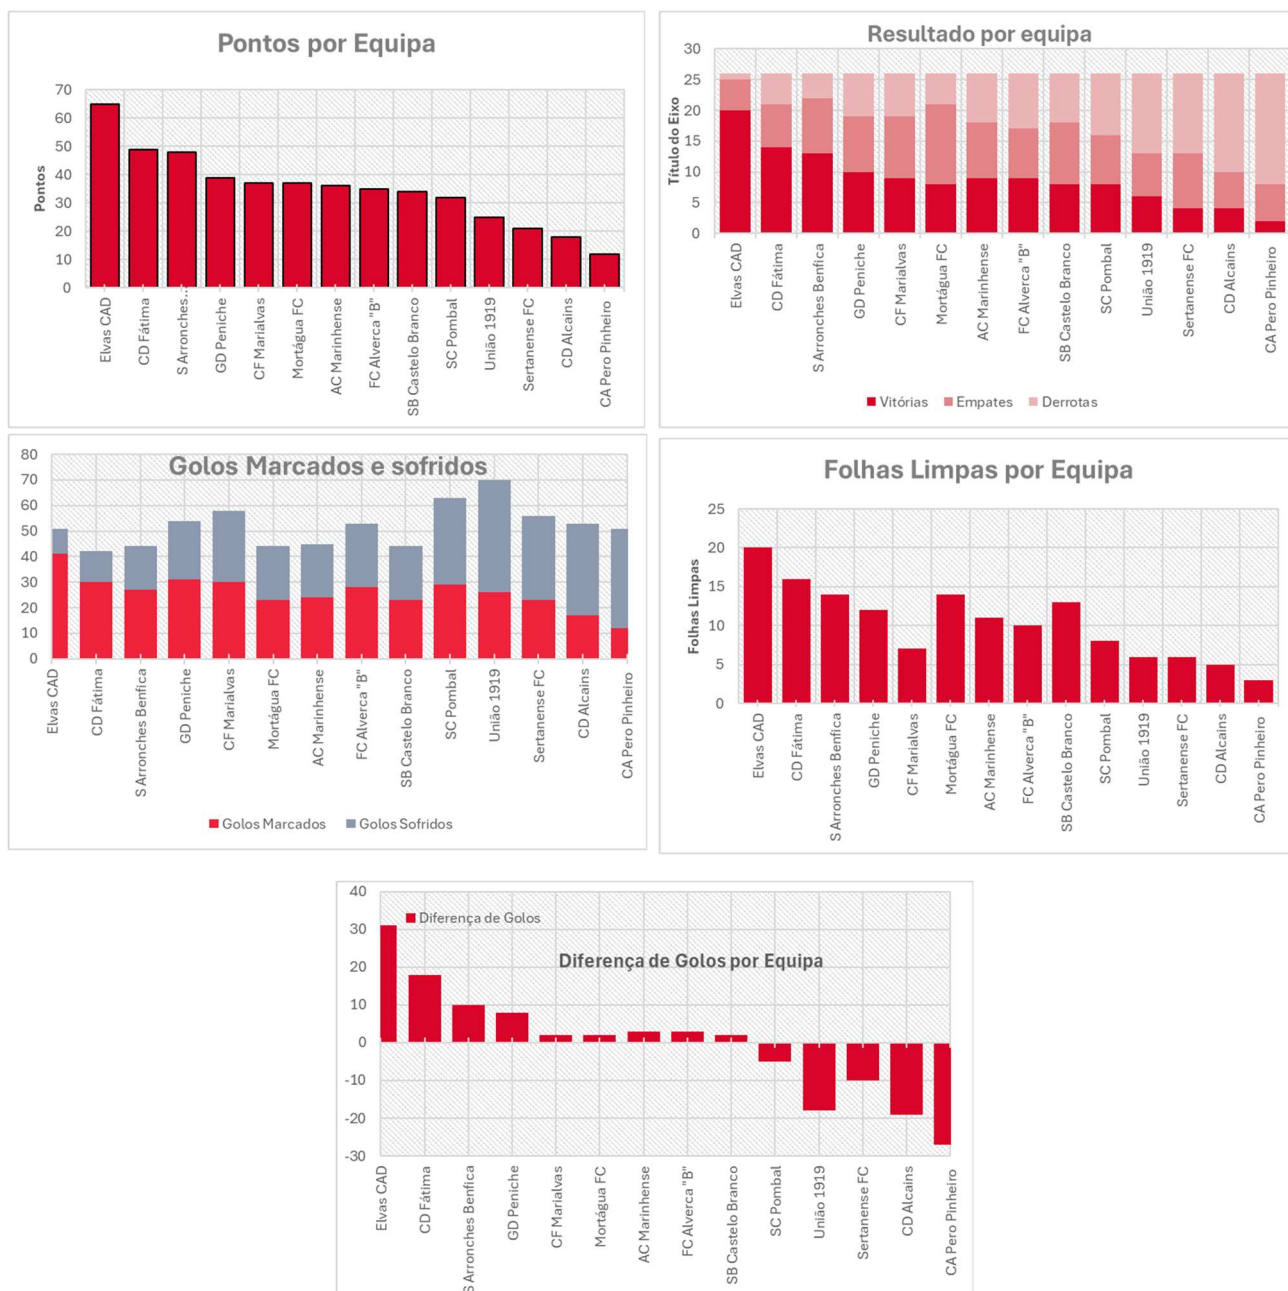 Pontos por Equipa
Pontos
70
60
50
40
30
20
10
0
Elvas CAD
CD Fátima
S Arronches...
GD Peniche
CF Marialvas
Mortágua FC
AC Marinhense
FC Alverca "B"
SB Castelo Branco
SC Pombal
União 1919
Sertanense FC
CD Alcains
CA Pero Pinheiro
Resultado por equipa
Título do Eixo
30
25
20
15
10
5
0
Elvas CAD
CD Fátima
S Arronches Benfica
GD Peniche
CF Marialvas
Mortágua FC
AC Marinhense
FC Alverca "B"
SB Castelo Branco
SC Pombal
União 1919
Sertanense FC
CD Alcains
CA Pero Pinheiro
Vitórias Empates Derrotas
Golos Marcados e sofridos
80
70
60
50
40
30
20
10
0
Elvas CAD
CD Fátima
S Arronches Benfica
GD Peniche
CF Marialvas
Mortágua FC
AC Marinhense
FC Alverca "B"
SB Castelo Branco
SC Pombal
União 1919
Sertanense FC
CD Alcains
CA Pero Pinheiro
Golos Marcados Golos Sofridos
Folhas Limpas por Equipa
Folhas Limpas
25
20
15
10
5
0
Elvas CAD
CD Fátima
S Arronches Benfica
GD Peniche
CF Marialvas
Mortágua FC
AC Marinhense
FC Alverca "B"
SB Castelo Branco
SC Pombal
União 1919
Sertanense FC
CD Alcains
CA Pero Pinheiro
Diferença de Golos
Diferença de Golos por Equipa
40
30
20
10
0
-10
-20
-30
Elvas CAD
CD Fátima
S Arronches Benfica
GD Peniche
CF Marialvas
Mortágua FC
AC Marinhense
FC Alverca "B"
SB Castelo Branco
SC Pombal
União 1919
Sertanense FC
CD Alcains
CA Pero Pinheiro